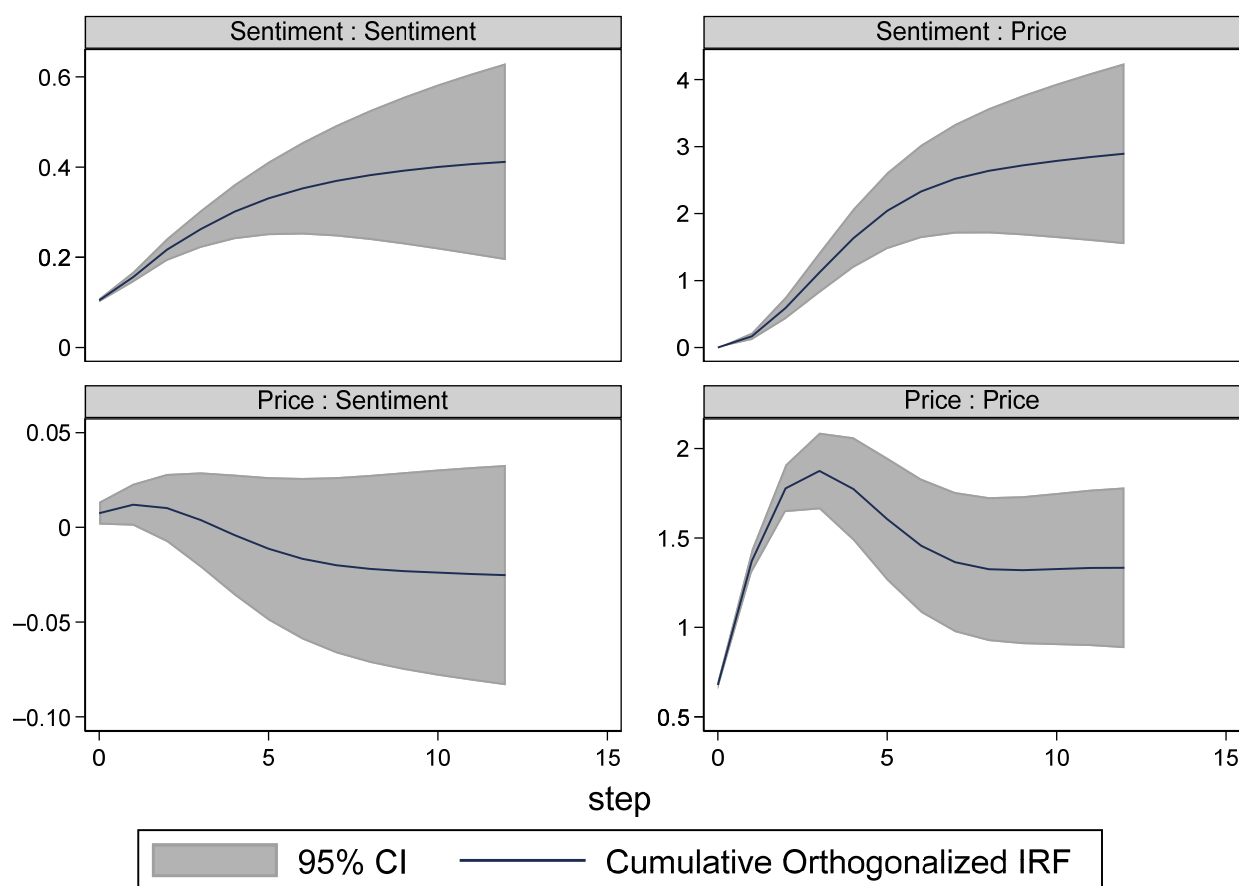 Sentiment : Sentiment
0.6
0.4
0.2
0
Sentiment : Price
4
3
2
1
0
Price : Sentiment
0.05
0
−0.05
−0.10
0 5 10 15
Price : Price
2
1.5
1
0.5
0 5 10 15
step
95% CI Cumulative Orthogonalized IRF